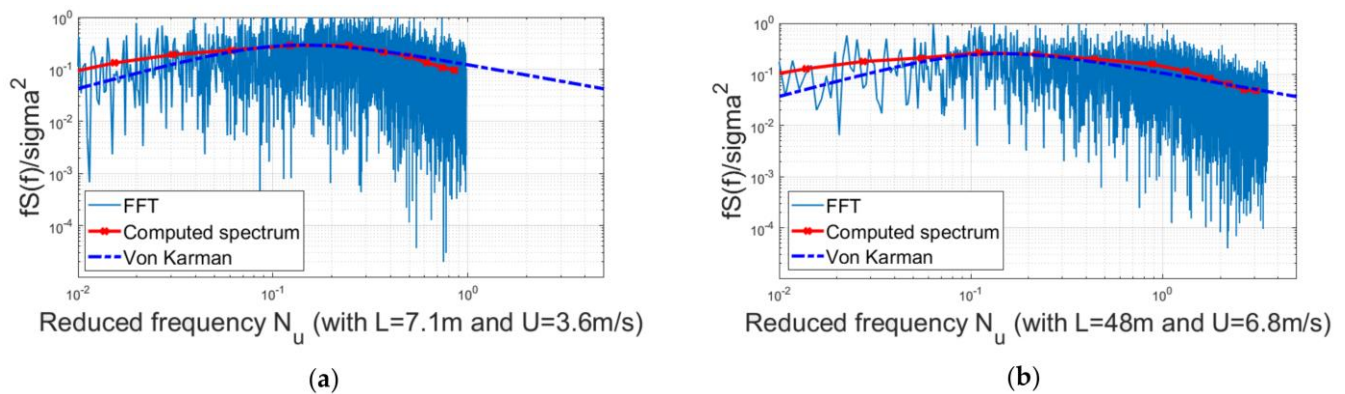 10^0
10^-1
10^-2
10^-3
10^-4
fS(f)/sigma^2
FFT
Computed spectrum
Von Karman
10^-2
10^-1
10^0
Reduced frequency N_u (with L=7.1m and U=3.6m/s)
(a)
10^0
10^-1
10^-2
10^-3
10^-4
fS(f)/sigma^2
FFT
Computed spectrum
Von Karman
10^-2
10^-1
10^0
Reduced frequency N_u (with L=48m and U=6.8m/s)
(b)